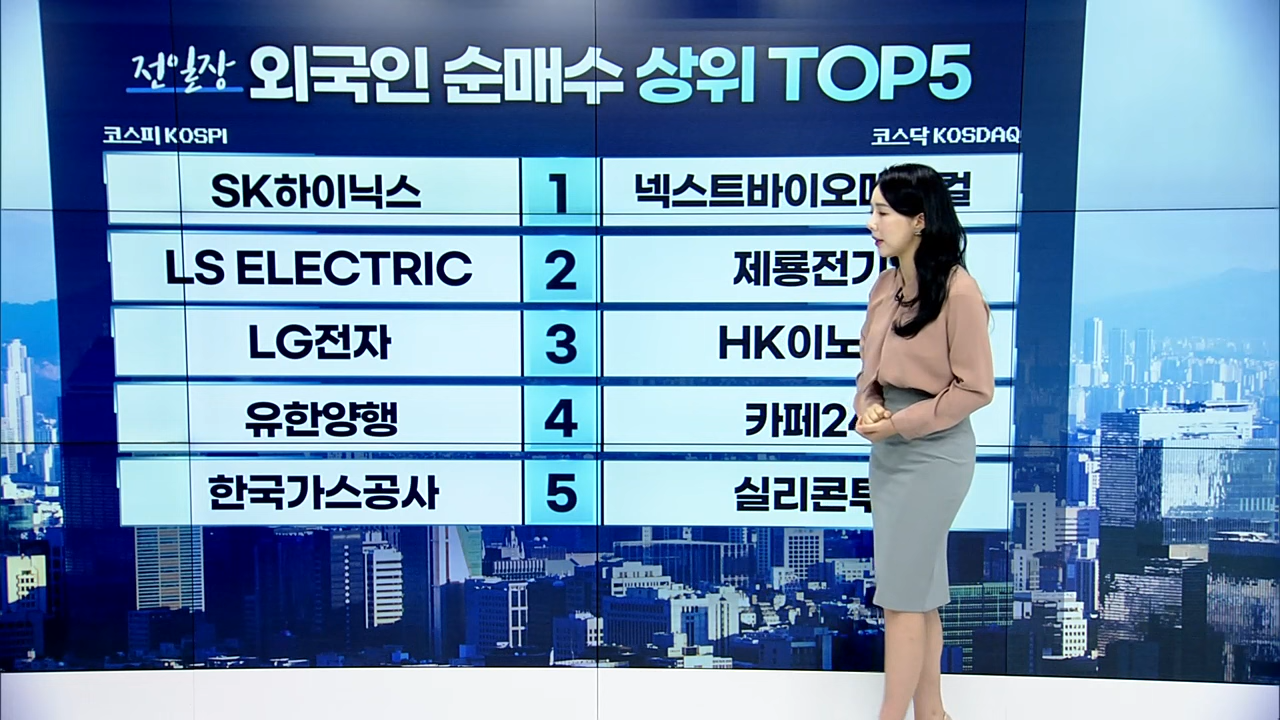 전일장 외국인 순매수 상위 TOP5
코스피 KOSPI
코스닥 KOSDAQ
SK하이닉스 1
LS ELECTRIC 2 제룡전기
LG전자 3
유한양행 4
한국가스공사 5